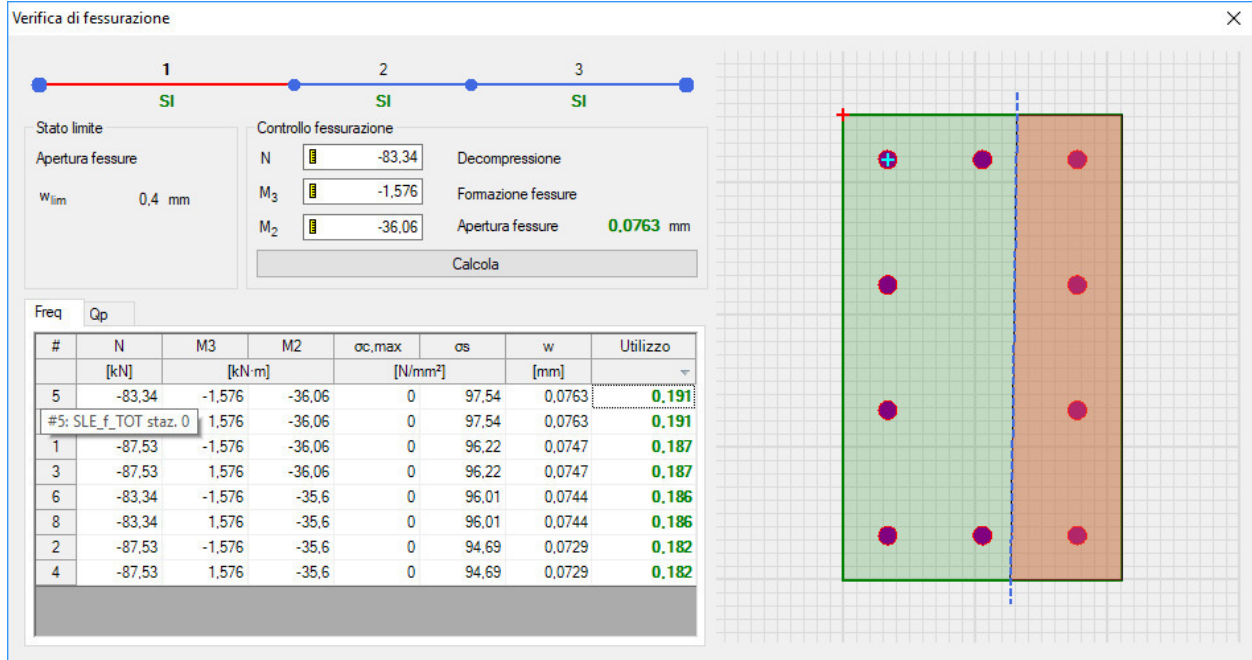 Verifica di fessurazione
1 2 3
SI SI SI
Stato limite
Apertura fessure
wlim 0,4 mm
Controllo fessurazione
N -83,34 Decompressione
M3 -1,576 Formazione fessure
M2 -36,06 Apertura fessure 0,0763 mm
Calcola
Freq Qp
# N M3 M2 σc,max σs w Utilizzo
[kN] [kN·m] [N/mm²] [mm]
5 -83,34 -1,576 -36,06 0 97,54 0,0763 0,191
#5: SLE_f_TOT staz. 0 1,576 -36,06 0 97,54 0,0763 0,191
1 -87,53 -1,576 -36,06 0 96,22 0,0747 0,187
3 -87,53 1,576 -36,06 0 96,22 0,0747 0,187
6 -83,34 -1,576 -35,6 0 96,01 0,0744 0,186
8 -83,34 1,576 -35,6 0 96,01 0,0744 0,186
2 -87,53 -1,576 -35,6 0 94,69 0,0729 0,182
4 -87,53 1,576 -35,6 0 94,69 0,0729 0,182